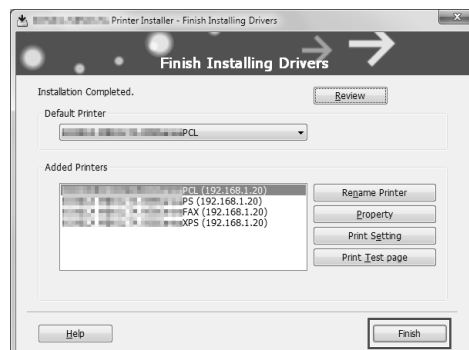 Printer Installer - Finish Installing Drivers
Finish Installing Drivers
Installation Completed.
Review
Default Printer
PCL
Added Printers
PCL (192.168.1.20)
PS (192.168.1.20)
FAX (192.168.1.20)
XPS (192.168.1.20)
Rename Printer
Property
Print Setting
Print Test page
Help
Finish